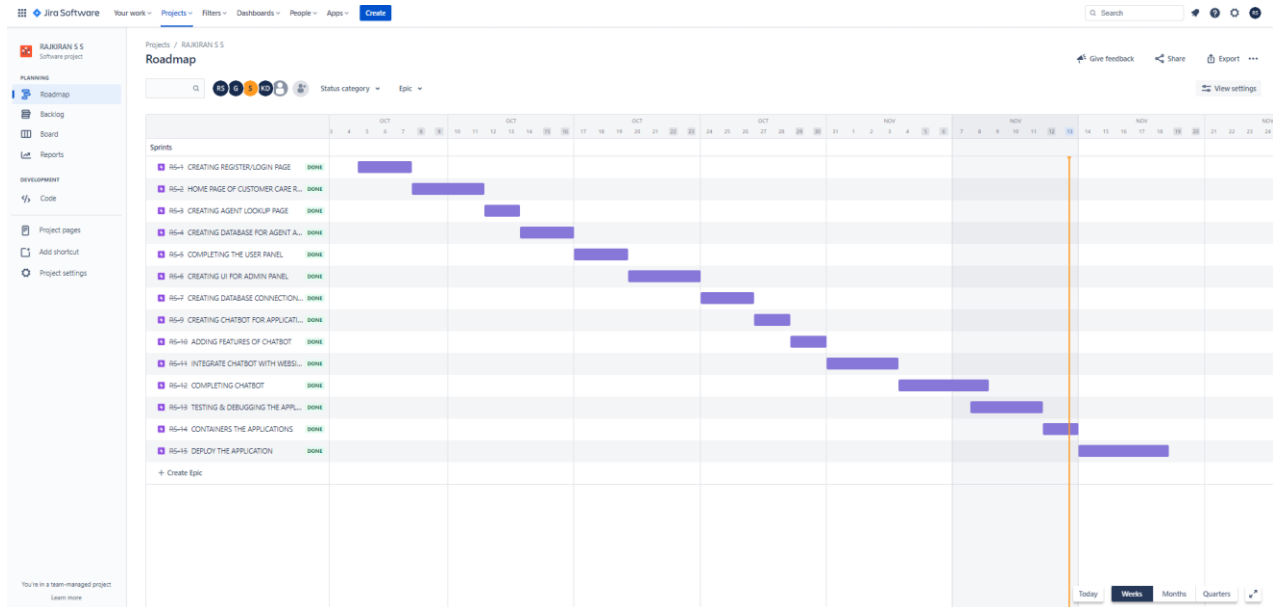 Jira Software Your work Projects Filters Dashboards People Apps Create Search RS
RAJKIRAN S S
Software project
PLANNING
Roadmap
Backlog
Board
Reports
DEVELOPMENT
Code
Project pages
Add shortcut
Project settings
You're in a team-managed project
Learn more
Projects / RAJKIRAN S S
Roadmap
Give feedback Share Export
RS G S KD Status category Epic View settings
OCT OCT OCT OCT NOV NOV NOV NOV
3 4 5 6 7 8 9 10 11 12 13 14 15 16 17 18 19 20 21 22 23 24 25 26 27 28 29 30 31 1 2 3 4 5 6 7 8 9 10 11 12 13 14 15 16 17 18 19 20 21 22 23 24
Sprints
RS-1 CREATING REGISTER/LOGIN PAGE DONE
RS-2 HOME PAGE OF CUSTOMER CARE R... DONE
RS-3 CREATING AGENT LOOKUP PAGE DONE
RS-4 CREATING DATABASE FOR AGENT A... DONE
RS-5 COMPLETING THE USER PANEL DONE
RS-6 CREATING UI FOR ADMIN PANEL DONE
RS-7 CREATING DATABASE CONNECTION... DONE
RS-9 CREATING CHATBOT FOR APPLICATI... DONE
RS-10 ADDING FEATURES OF CHATBOT DONE
RS-11 INTEGRATE CHATBOT WITH WEBSI... DONE
RS-12 COMPLETING CHATBOT DONE
RS-13 TESTING & DEBUGGING THE APPL... DONE
RS-14 CONTAINERS THE APPLICATIONS DONE
RS-15 DEPLOY THE APPLICATION DONE
+ Create Epic
Today Weeks Months Quarters